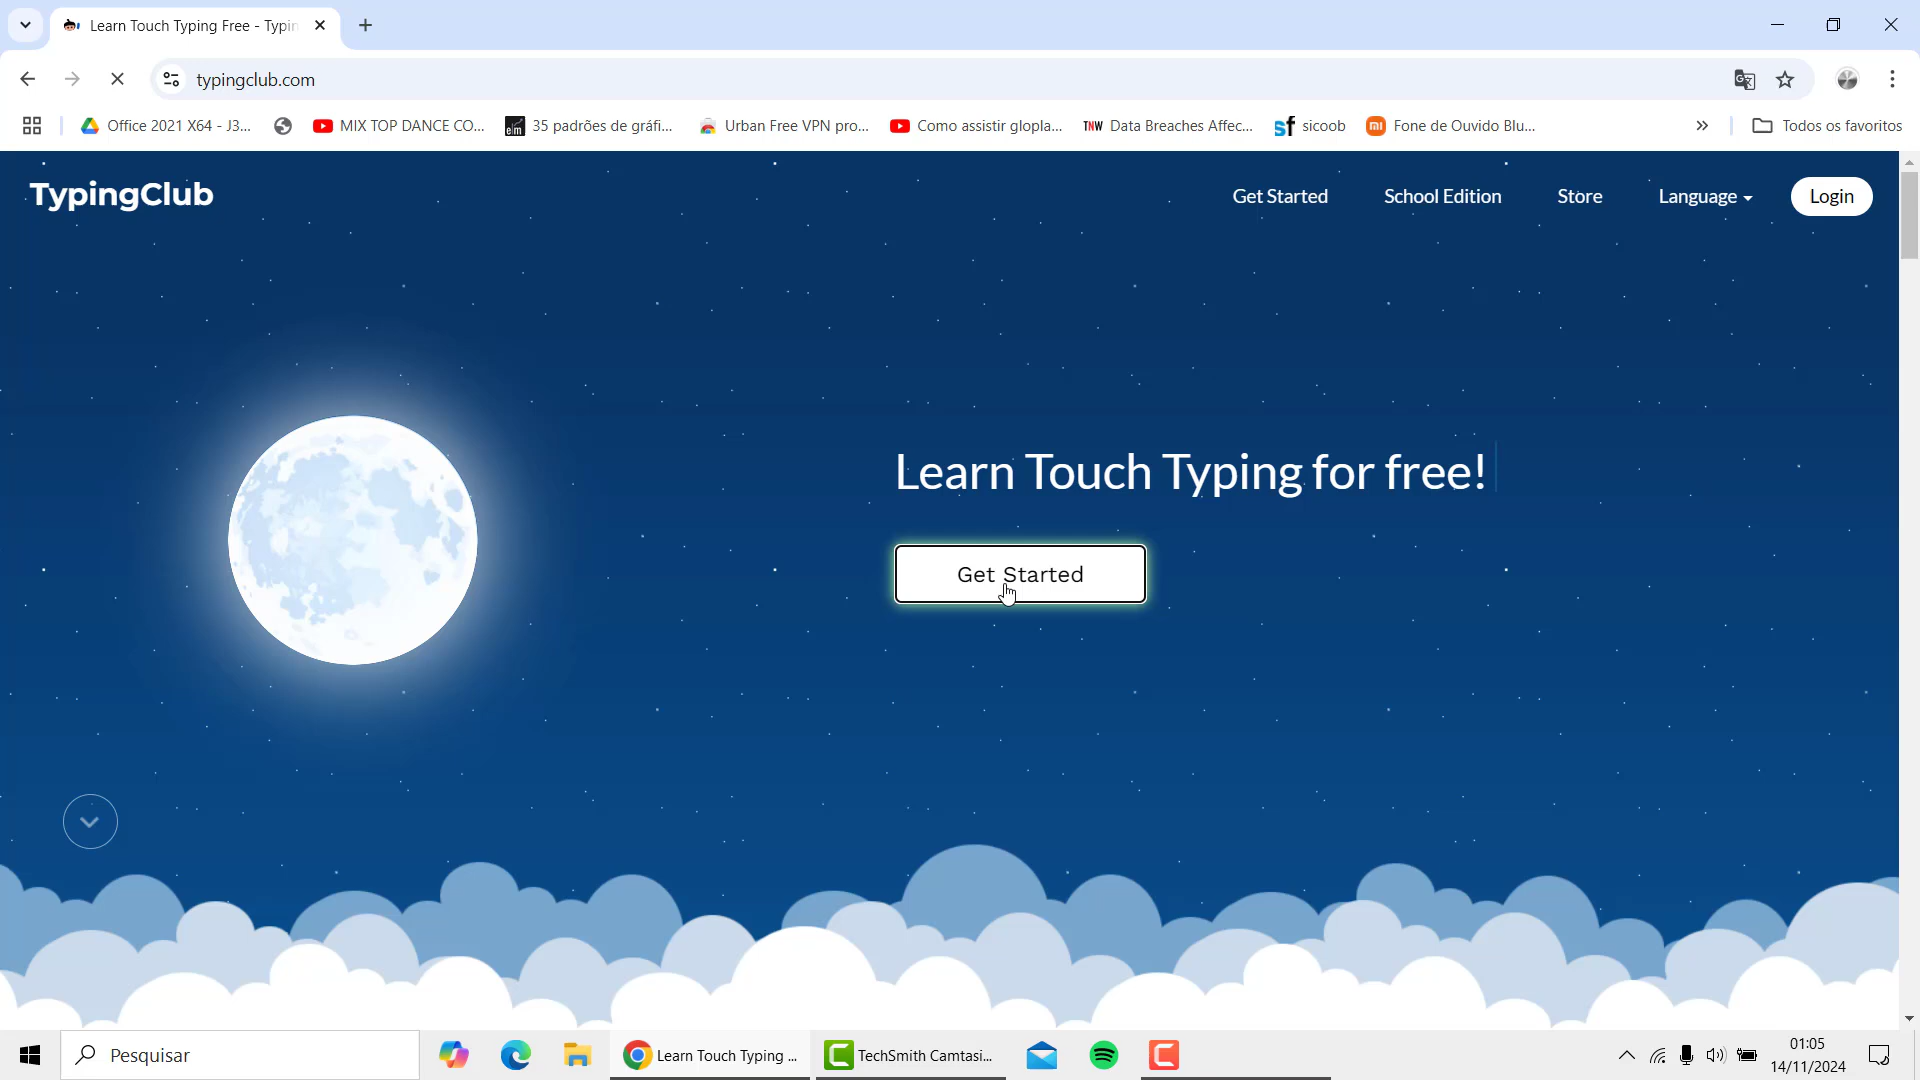 Learn Touch Typing Free - Typin
typingclub.com
Office 2021 X64 - J3...
MIX TOP DANCE CO...
35 padrões de gráfi...
Urban Free VPN pro...
Como assistir glopla...
TNW Data Breaches Affec...
sf sicoob
mi Fone de Ouvido Blu...
Todos os favoritos
TypingClub
Get Started
School Edition
Store
Language
Login
Learn Touch Typing for free!
Get Started
Pesquisar
Learn Touch Typing ...
TechSmith Camtasi...
01:05
14/11/2024